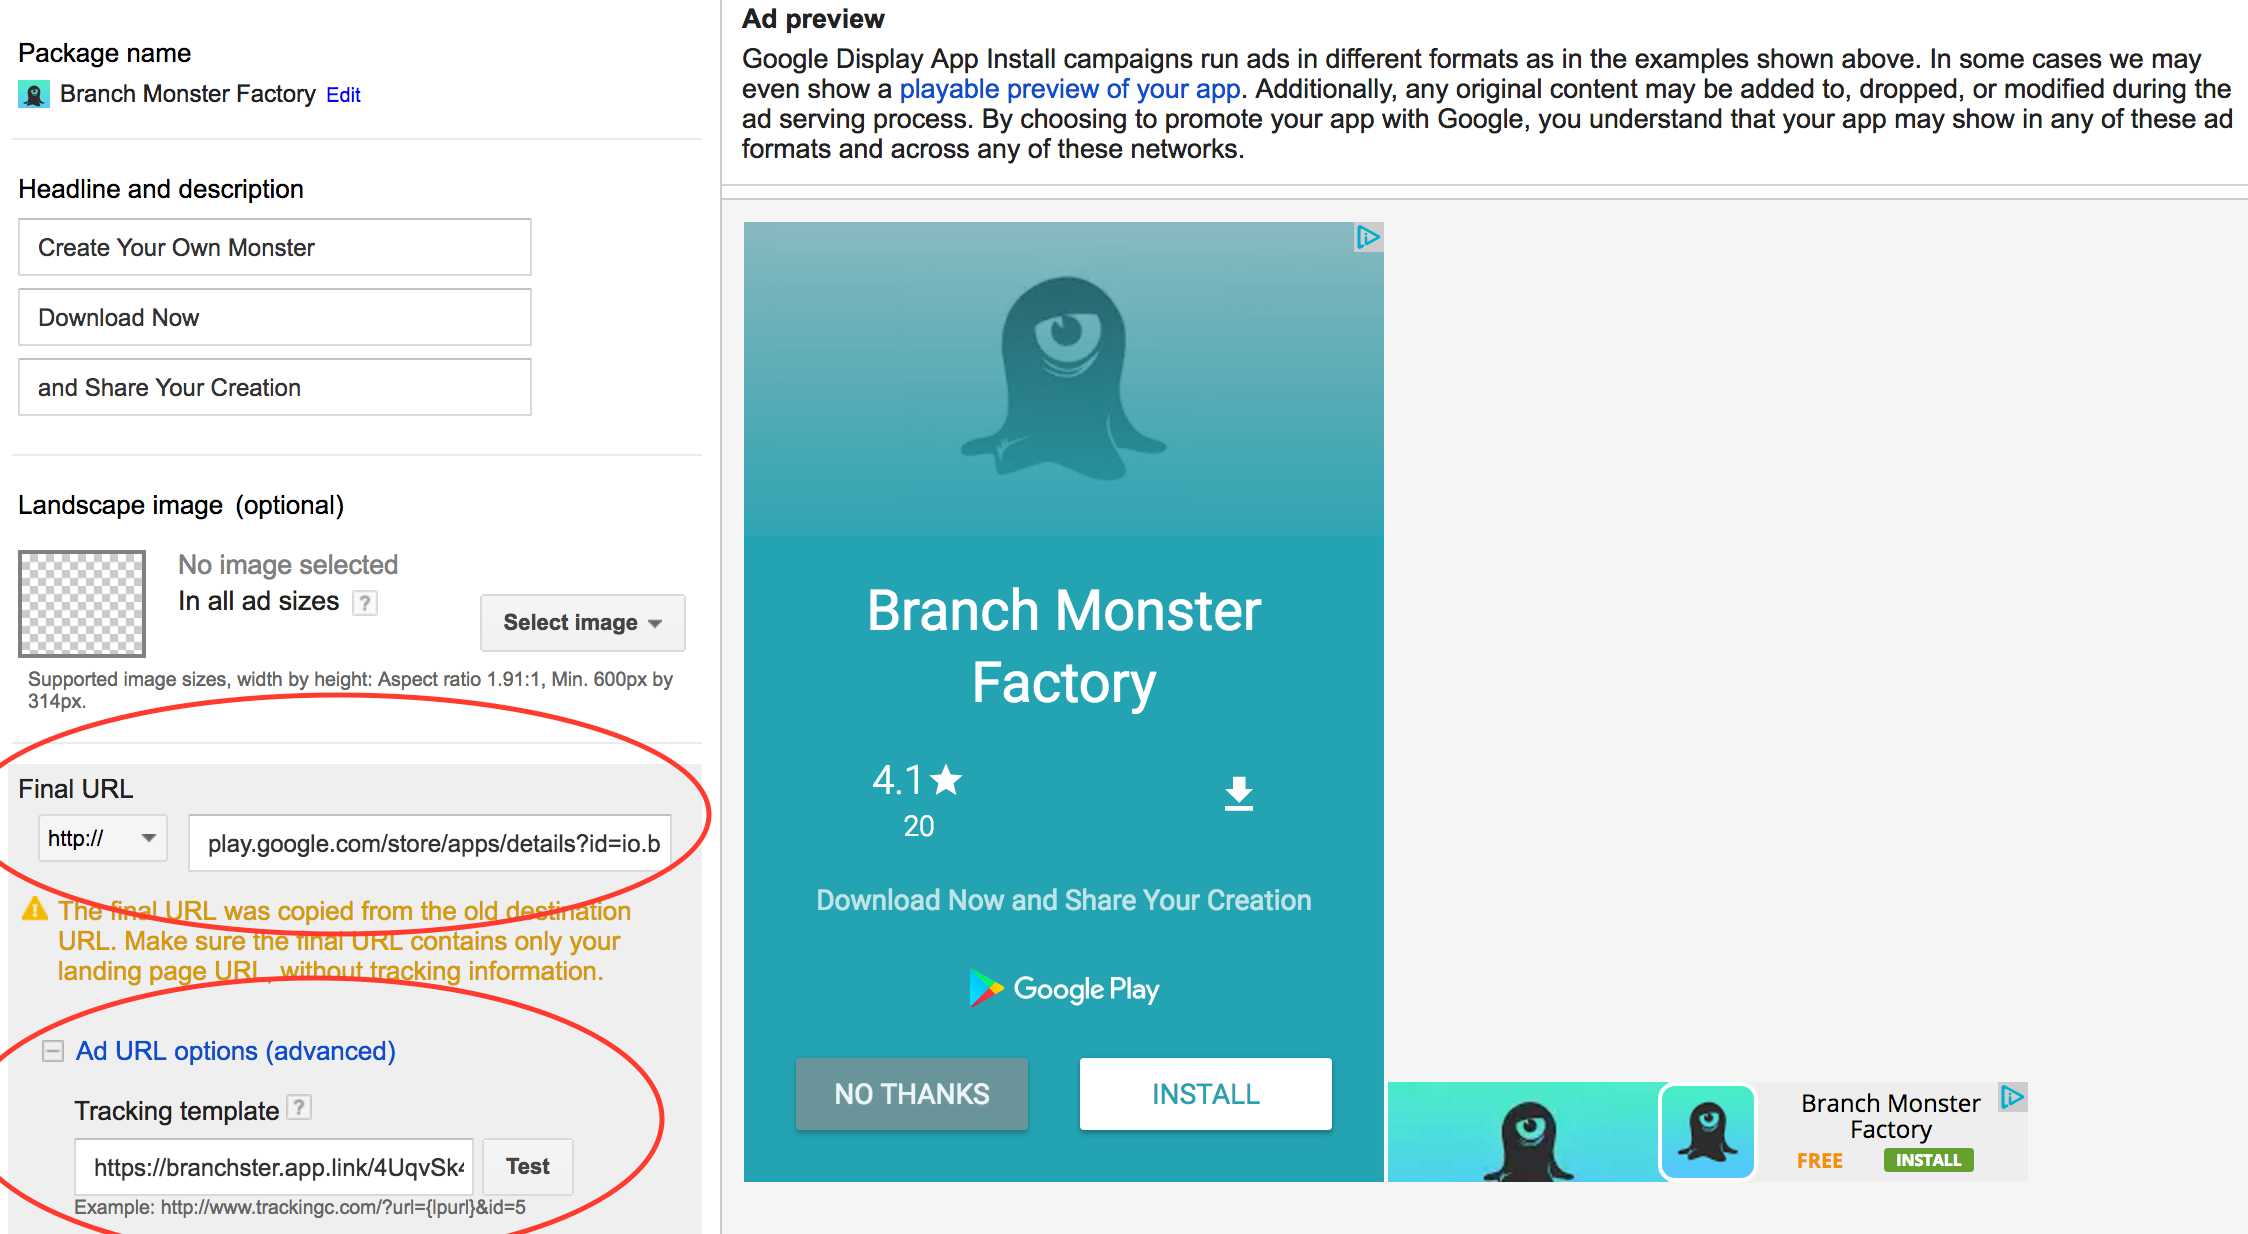 Package name
Branch Monster Factory Edit
Headline and description
Create Your Own Monster
Download Now
and Share Your Creation
Landscape image (optional)
No image selected
In all ad sizes ?
Select image
Supported image sizes, width by height: Aspect ratio 1.91:1, Min. 600px by
314px.
Final URL
http://
play.google.com/store/apps/details?id=io.b
The final URL was copied from the old destination
URL. Make sure the final URL contains only your
landing page URL, without tracking information.
Ad URL options (advanced)
Tracking template ?
https://branchster.app.link/4UqvSk4
Test
Example: http://www.trackingc.com/?url={lpurl}&id=5
Ad preview
Google Display App Install campaigns run ads in different formats as in the examples shown above. In some cases we may
even show a playable preview of your app. Additionally, any original content may be added to, dropped, or modified during the
ad serving process. By choosing to promote your app with Google, you understand that your app may show in any of these ad
formats and across any of these networks.
Branch Monster
Factory
4.1
20
Download Now and Share Your Creation
Google Play
NO THANKS
INSTALL
Branch Monster
Factory
FREE
INSTALL